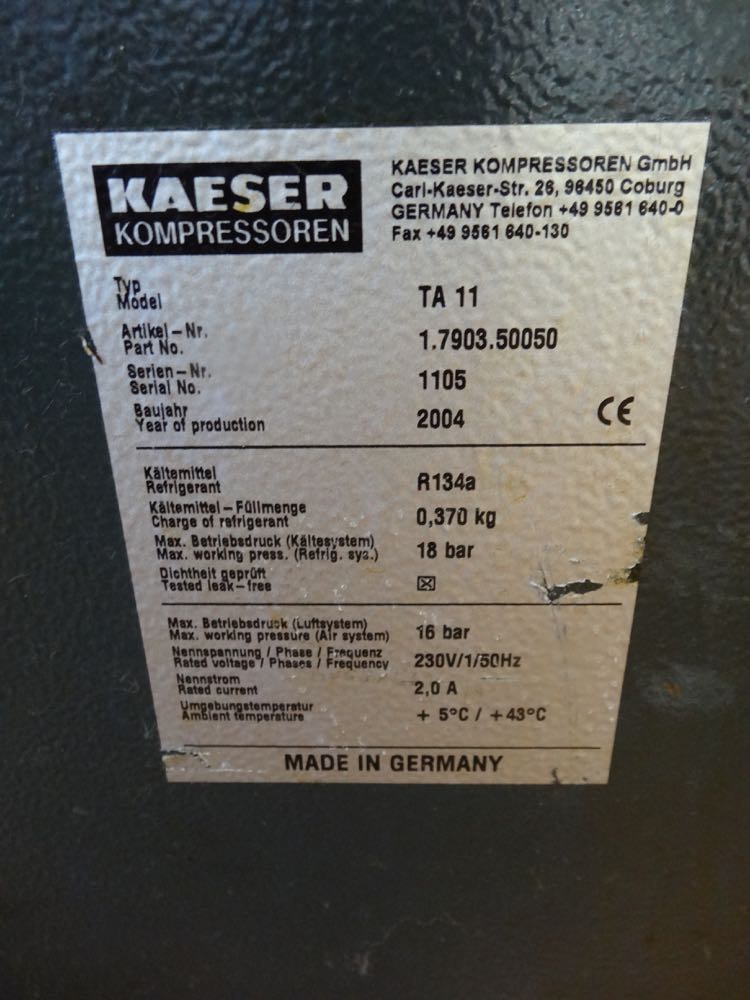 KAESER
KOMPRESSOREN
KAESER KOMPRESSOREN GmbH
Carl-Kaeser-Str. 26, 96450 Coburg
GERMANY Telefon +49 9561 640-0
Fax +49 9561 640-130
Typ
Model
TA 11
Artikel-Nr.
Part No.
1.7903.50050
Serien-Nr.
Serial No.
1105
Baujahr
Year of production
2004
CE
Kältemittel
Refrigerant
R134a
Kältemittel-Füllmenge
Charge of refrigerant
0,370 kg
Max. Betriebsdruck (Kältesystem)
Max. working press. (Refrig. sys.)
18 bar
Dichtheit geprüft
Tested leak-free
☒
Max. Betriebsdruck (Luftsystem)
Max. working pressure (Air system)
16 bar
Nennspannung / Phase / Frequenz
Rated voltage / Phases / Frequency
230V/1/50Hz
Nennstrom
Rated current
2,0 A
Umgebungstemperatur
Ambient temperature
+ 5°C / +43°C
MADE IN GERMANY